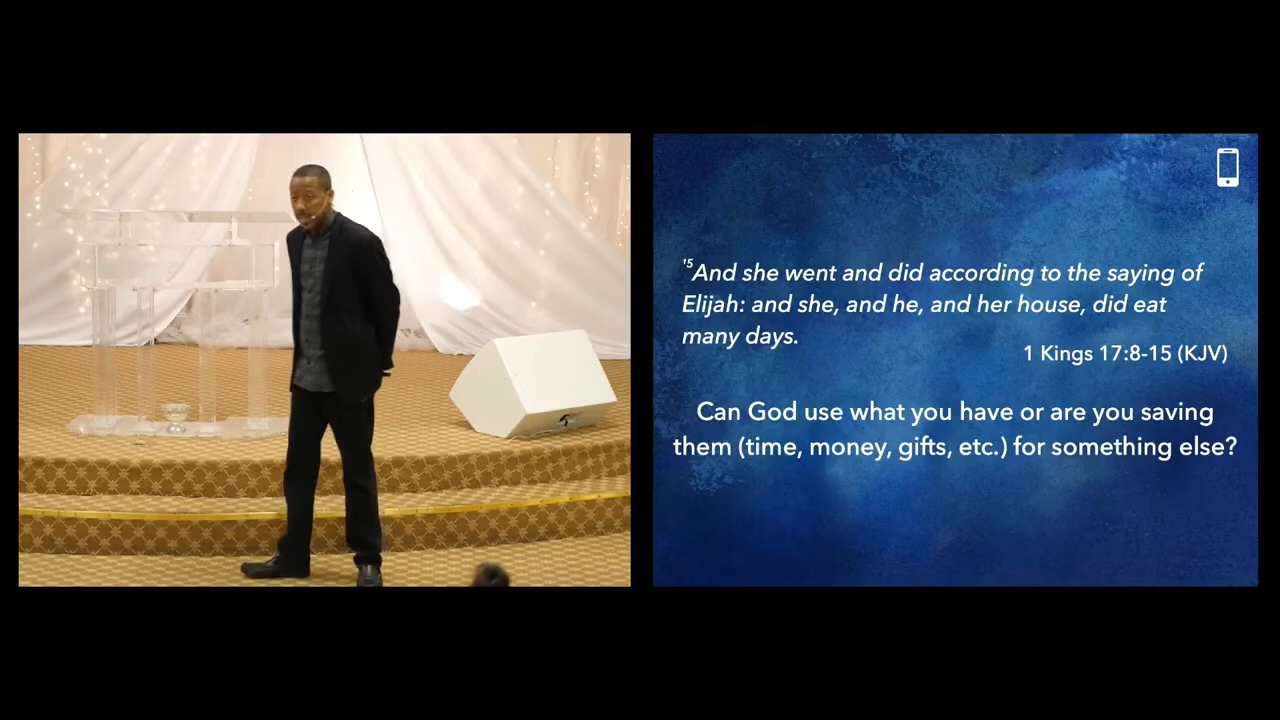 ¹⁵And she went and did according to the saying of
Elijah: and she, and he, and her house, did eat
many days.
1 Kings 17:8-15 (KJV)
Can God use what you have or are you saving
them (time, money, gifts, etc.) for something else?